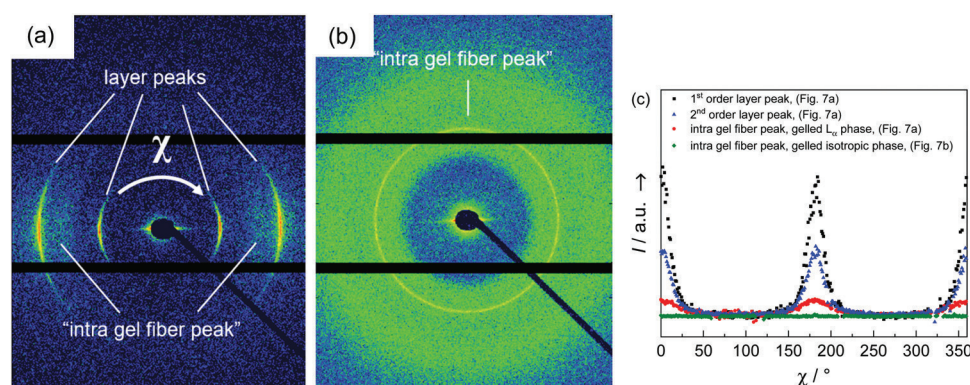 (a)
layer peaks
χ
"intra gel fiber peak"
(b)
"intra gel fiber peak"
(c)
1st order layer peak, (Fig. 7a)
2nd order layer peak, (Fig. 7a)
intra gel fiber peak, gelled Lα phase, (Fig. 7a)
intra gel fiber peak, gelled isotropic phase, (Fig. 7b)
I / a.u. →
0 50 100 150 200 250 300 350
χ / °